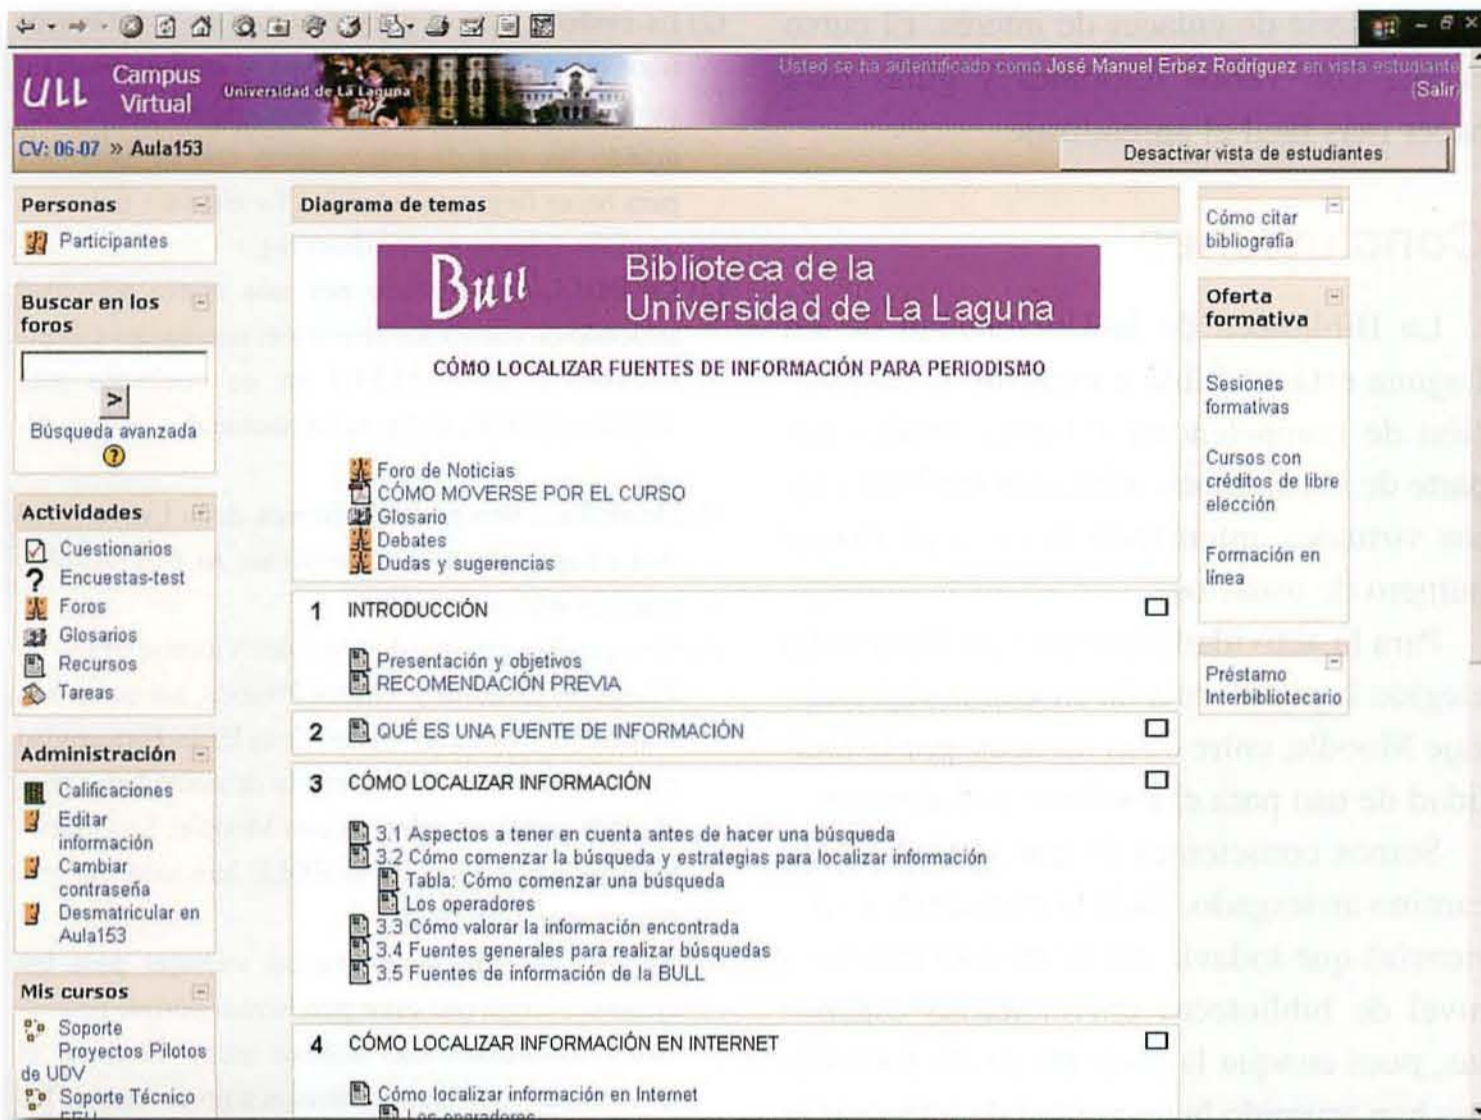 ULL Campus Virtual
Universidad de La Laguna
Usted se ha autentificado como José Manuel Erbez Rodríguez en vista estudiante
(Salir)
CV: 06-07 » Aula153
Desactivar vista de estudiantes
Personas
Participantes
Buscar en los
foros
>
Búsqueda avanzada
?
Actividades
Cuestionarios
? Encuestas-test
Foros
Glosarios
Recursos
Tareas
Administración
Calificaciones
Editar
información
Cambiar
contraseña
Desmatricular en
Aula153
Mis cursos
Soporte
Proyectos Pilotos
de UDV
Soporte Técnico
Diagrama de temas
Bull
Biblioteca de la
Universidad de La Laguna
CÓMO LOCALIZAR FUENTES DE INFORMACIÓN PARA PERIODISMO
Foro de Noticias
CÓMO MOVERSE POR EL CURSO
Glosario
Debates
Dudas y sugerencias
1 INTRODUCCIÓN
Presentación y objetivos
RECOMENDACIÓN PREVIA
2 QUÉ ES UNA FUENTE DE INFORMACIÓN
3 CÓMO LOCALIZAR INFORMACIÓN
3.1 Aspectos a tener en cuenta antes de hacer una búsqueda
3.2 Cómo comenzar la búsqueda y estrategias para localizar información
Tabla: Cómo comenzar una búsqueda
Los operadores
3.3 Cómo valorar la información encontrada
3.4 Fuentes generales para realizar búsquedas
3.5 Fuentes de información de la BULL
4 CÓMO LOCALIZAR INFORMACIÓN EN INTERNET
Cómo localizar información en Internet
Los operadores
Cómo citar
bibliografía
Oferta
formativa
Sesiones
formativas
Cursos con
créditos de libre
elección
Formación en
línea
Préstamo
Interbibliotecario